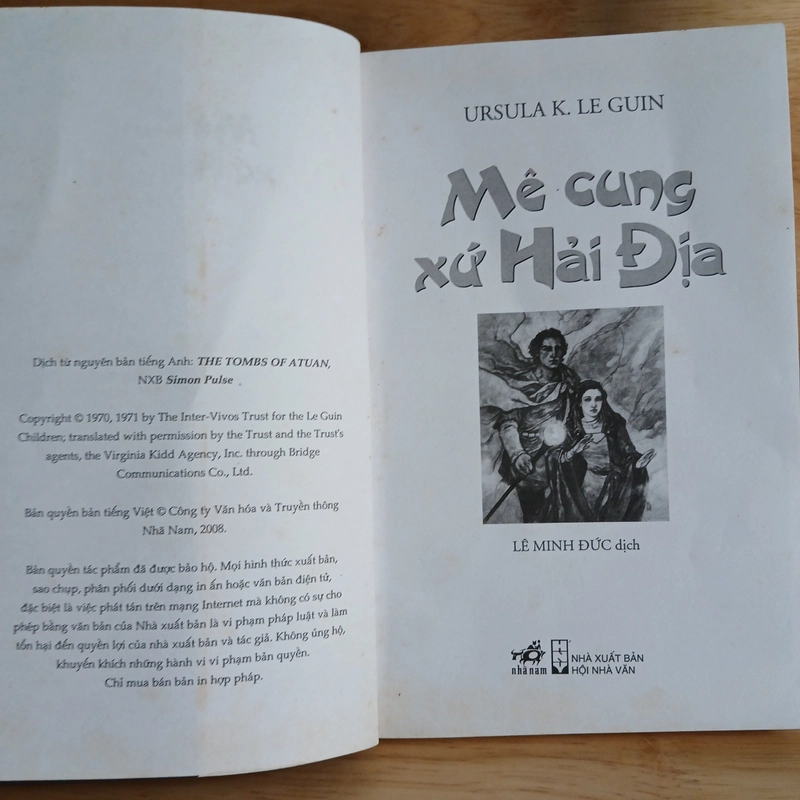 Dịch từ nguyên bản tiếng Anh: THE TOMBS OF ATUAN,
NXB Simon Pulse
Copyright © 1970, 1971 by The Inter-Vivos Trust for the Le Guin
Children; translated with permission by the Trust and the Trust's
agents, the Virginia Kidd Agency, Inc. through Bridge
Communications Co., Ltd.
Bản quyền bản tiếng Việt © Công ty Văn hóa và Truyền thông
Nhã Nam, 2008.
Bản quyền tác phẩm đã được bảo hộ. Mọi hình thức xuất bản,
sao chụp, phân phối dưới dạng in ấn hoặc văn bản điện tử,
đặc biệt là việc phát tán trên mạng Internet mà không có sự cho
phép bằng văn bản của Nhà xuất bản là vi phạm pháp luật và làm
tổn hại đến quyền lợi của nhà xuất bản và tác giả. Không ủng hộ,
khuyến khích những hành vi vi phạm bản quyền.
Chỉ mua bán bản in hợp pháp.
URSULA K. LE GUIN
Mê cung
xứ Hải Địa
LÊ MINH ĐỨC dịch
nhã nam
NHÀ XUẤT BẢN
HỘI NHÀ VĂN